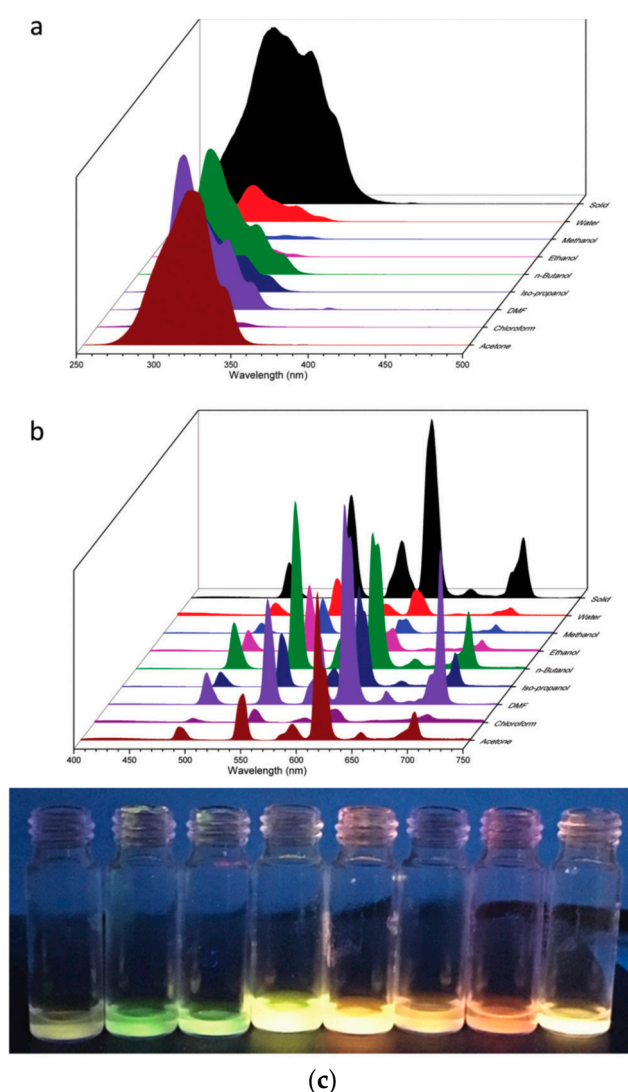 a
Solid
Water
Methanol
Ethanol
n-Butanol
Iso-propanol
DMF
Chloroform
Acetone
250 300 350 400 450 500
Wavelength (nm)
b
Solid
Water
Methanol
Ethanol
n-Butanol
Iso-propanol
DMF
Chloroform
Acetone
400 450 500 550 600 650 700 750
Wavelength (nm)
(c)